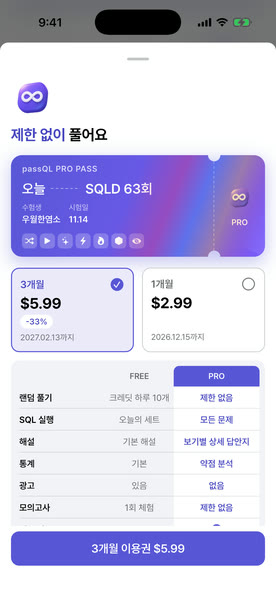 9:41
제한 없이 풀어요
passQL PRO PASS
오늘 SQLD 63회
수험생 시험일
우월한염소 11.14
PRO
3개월
$5.99
-33%
2027.02.13까지
1개월
$2.99
2026.12.15까지
FREE PRO
랜덤 풀기 크레딧 하루 10개 제한 없음
SQL 실행 오늘의 세트 모든 문제
해설 기본 해설 보기별 상세 답안지
통계 기본 약점 분석
광고 있음 없음
모의고사 1회 체험 제한 없음
3개월 이용권 $5.99